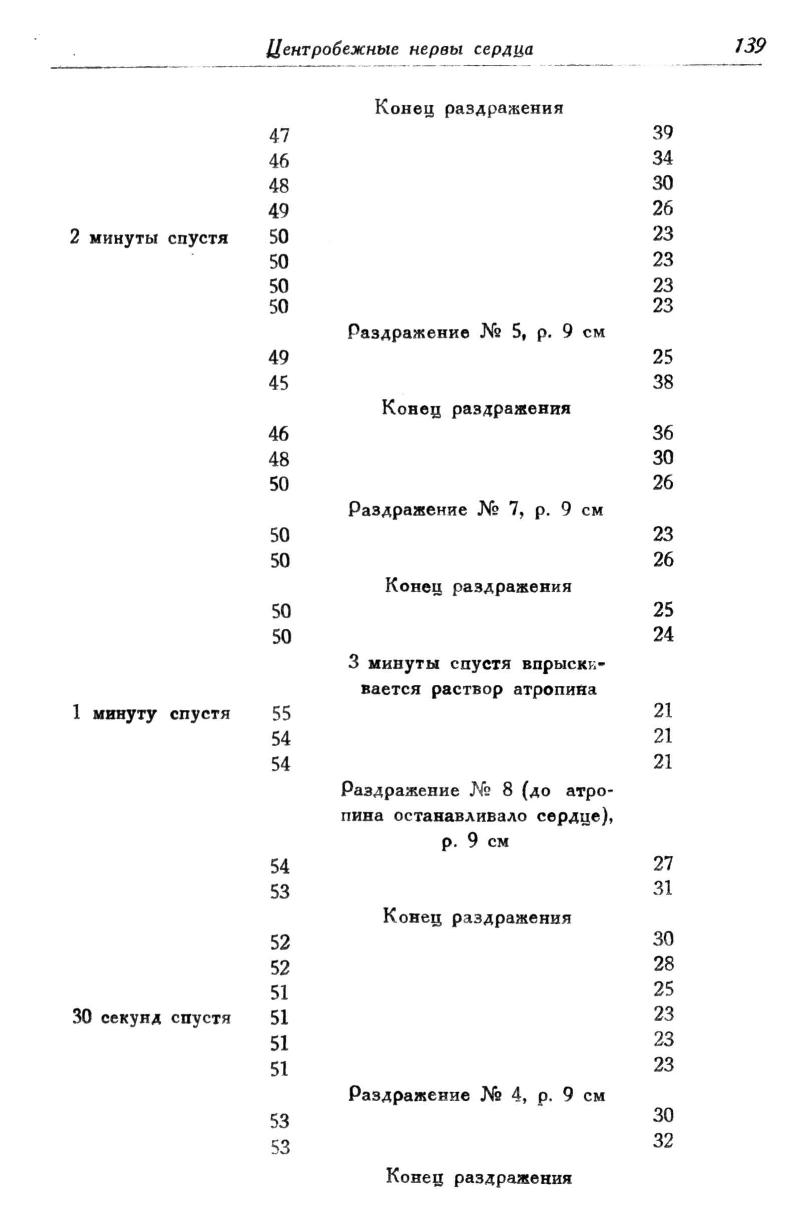 Центробежные нервы сердца 139
Конец раздражения
47 39
46 34
48 30
49 26
2 минуты спустя 50 23
50 23
50 23
50 23
Раздражение № 5, р. 9 см
49 25
45 38
Конец раздражения
46 36
48 30
50 26
Раздражение № 7, р. 9 см
50 23
50 26
Конец раздражения
50 25
50 24
3 минуты спустя впрыски-
вается раствор атропина
1 минуту спустя 55 21
54 21
54 21
Раздражение № 8 (до атро-
пина останавливало сердце),
р. 9 см
54 27
53 31
Конец раздражения
52 30
52 28
51 25
30 секунд спустя 51 23
51 23
51 23
Раздражение № 4, р. 9 см
53 30
53 32
Конец раздражения